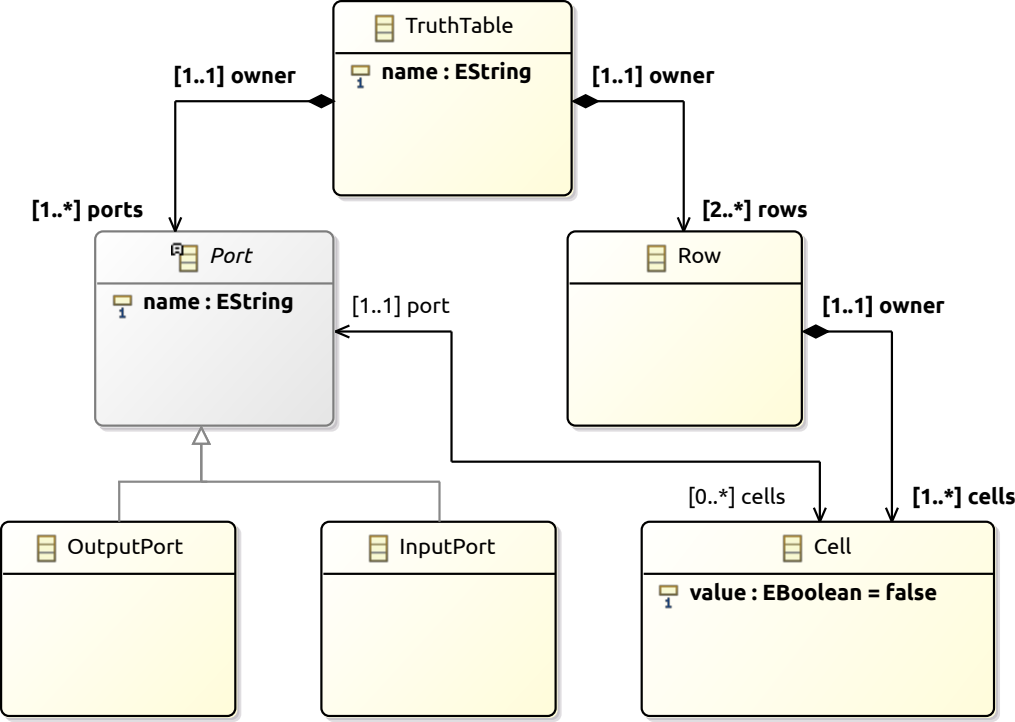 TruthTable
name : EString
[1..1] owner
[1..1] owner
[1..*] ports
[2..*] rows
Port
name : EString
Row
[1..1] port
[1..1] owner
[0..*] cells
[1..*] cells
OutputPort
InputPort
Cell
value : EBoolean = false